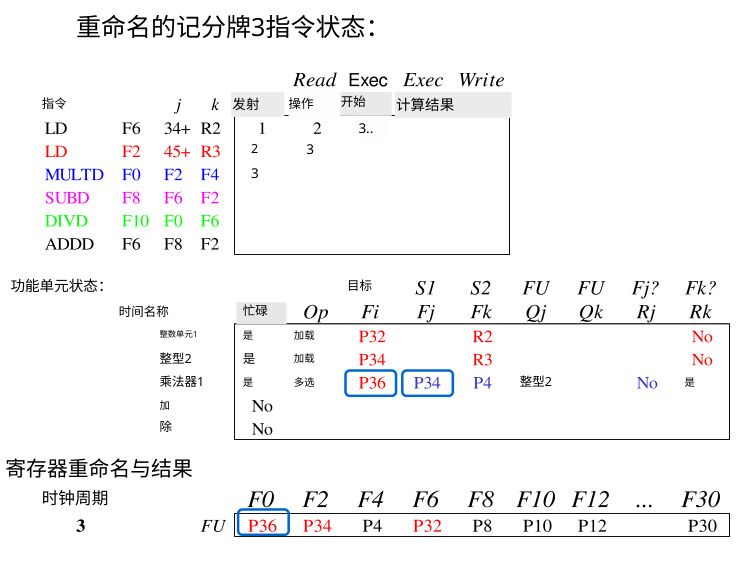 重命名的记分牌3指令状态：
Read Exec Exec Write
指令 j k 发射 操作 开始 计算结果
LD F6 34+ R2 1 2 3..
LD F2 45+ R3 2 3
MULTD F0 F2 F4 3
SUBD F8 F6 F2
DIVD F10 F0 F6
ADDD F6 F8 F2
功能单元状态： 目标 S1 S2 FU FU Fj? Fk?
时间名称 忙碌 Op Fi Fj Fk Qj Qk Rj Rk
整数单元1 是 加载 P32 R2 No
整型2 是 加载 P34 R3 No
乘法器1 是 多选 P36 P34 P4 整型2 No 是
加 No
除 No
寄存器重命名与结果
时钟周期 F0 F2 F4 F6 F8 F10 F12 ... F30
3 FU P36 P34 P4 P32 P8 P10 P12 P30